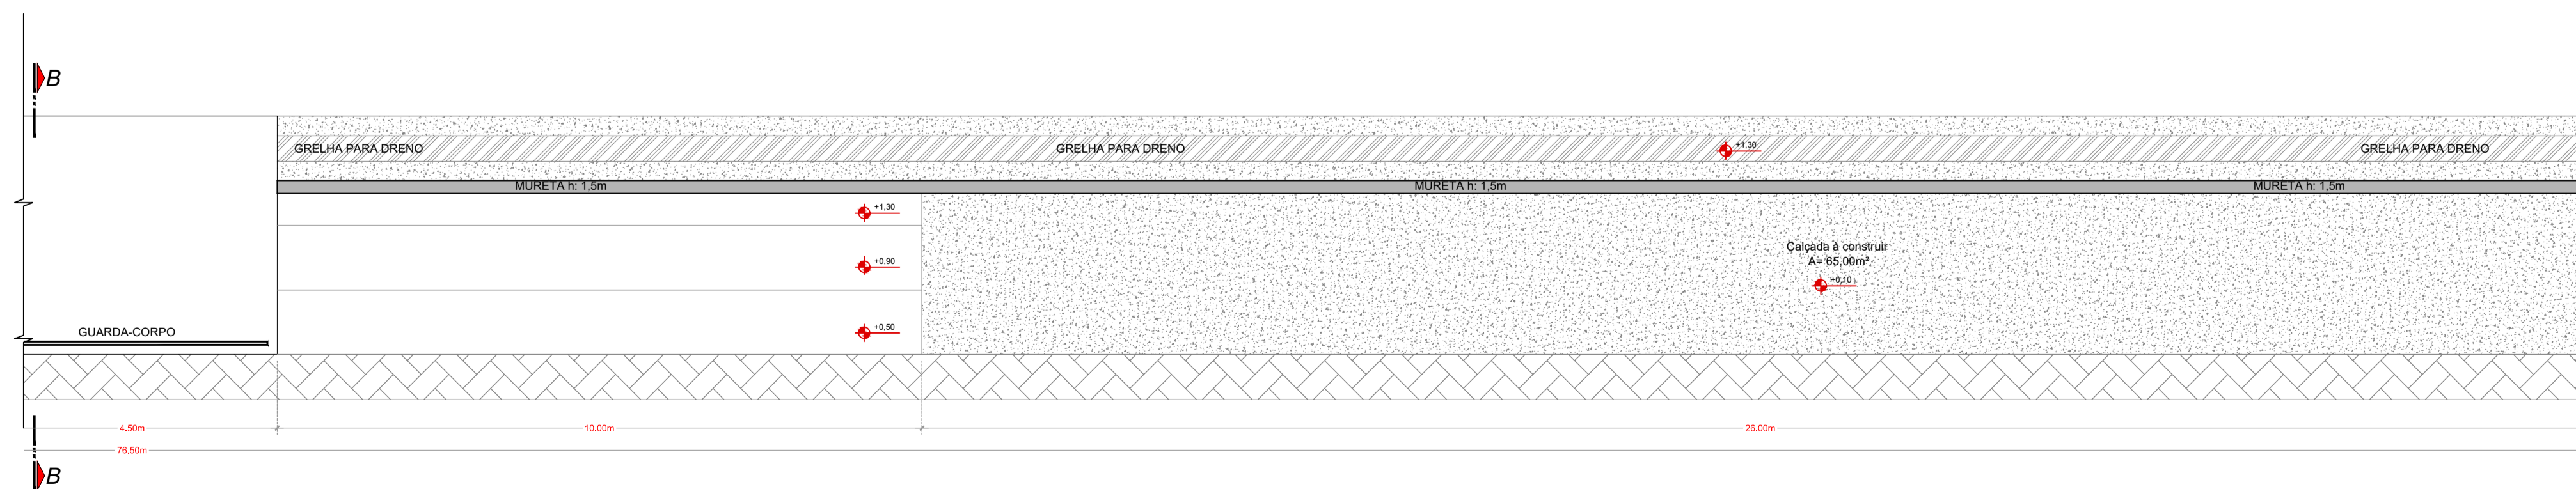 B
GRELHA PARA DRENO
GRELHA PARA DRENO
+1,30
GRELHA PARA DRENO
MURETA h: 1,5m
MURETA h: 1,5m
MURETA h: 1,5m
+1,30
Calçada à construir
A= 65,00m²
+0,90
+0,10
+0,50
GUARDA-CORPO
4.50m
10.00m
26,00m
76,50m
B